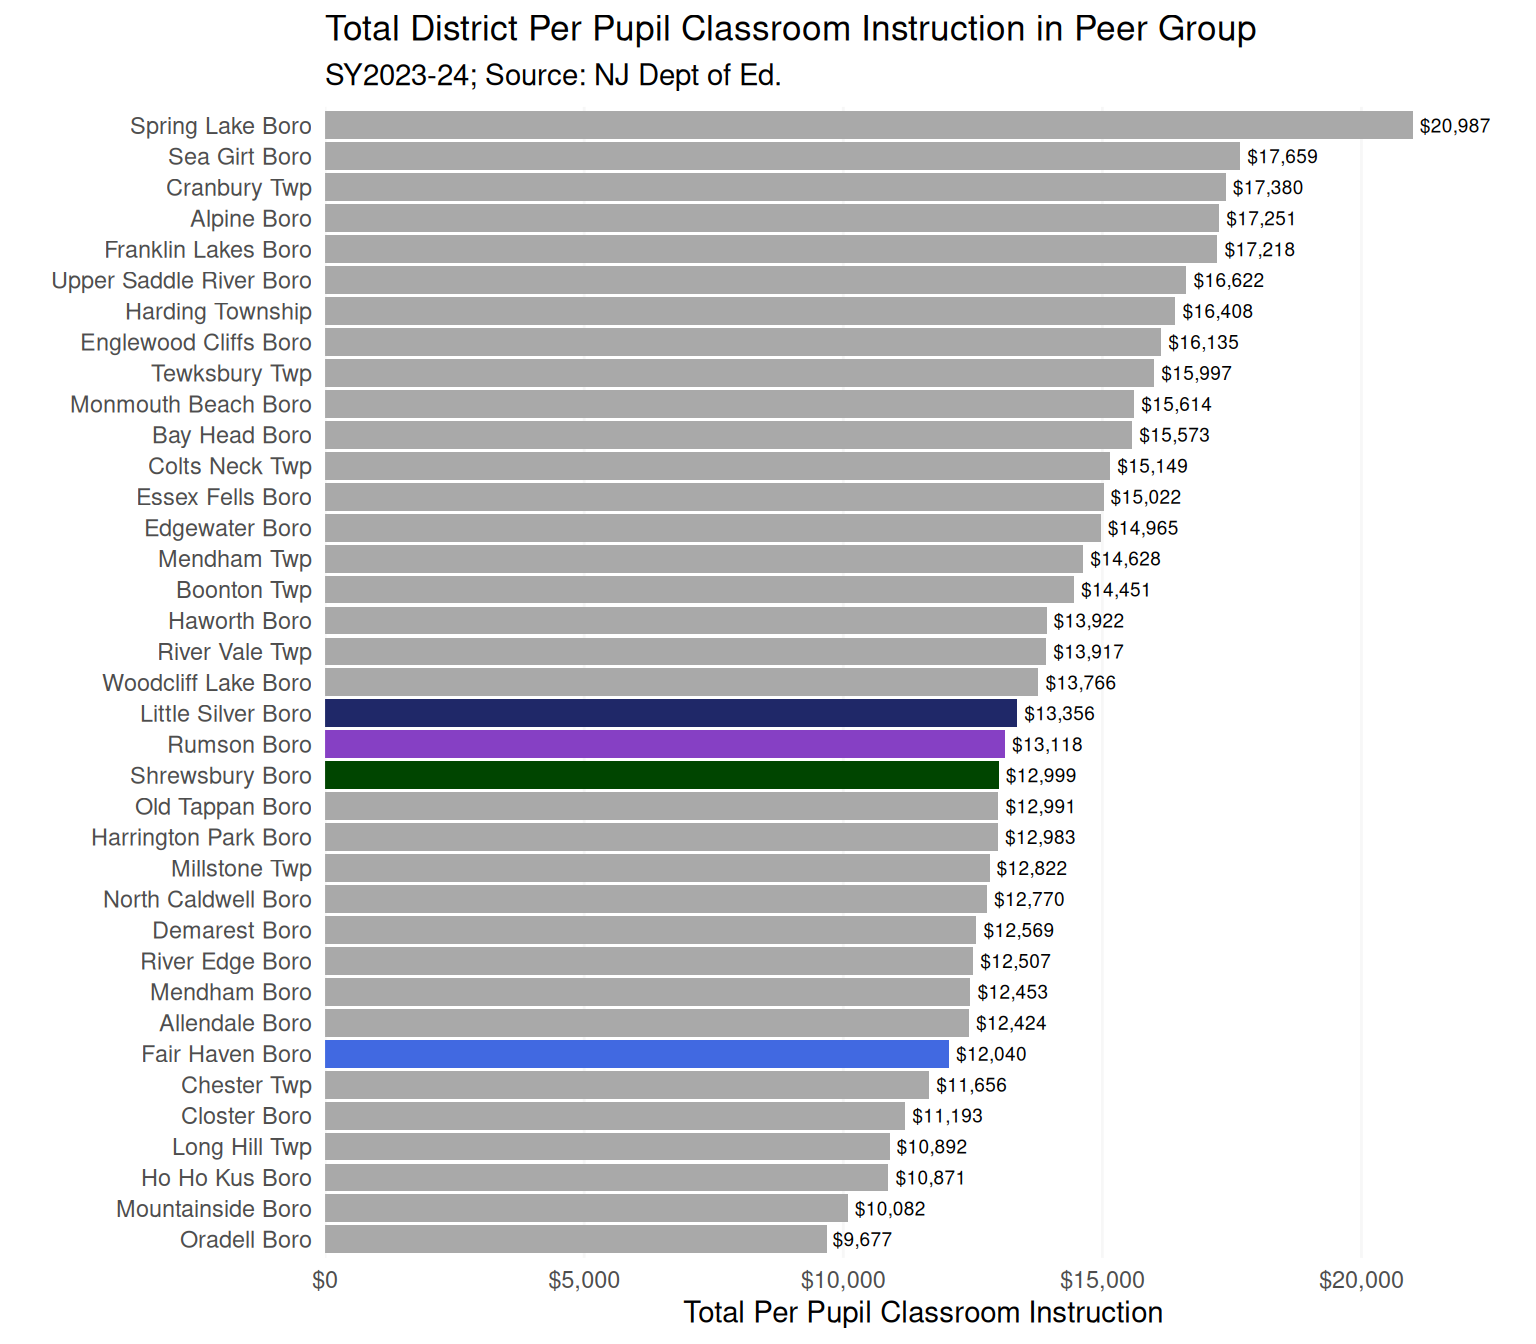 Total District Per Pupil Classroom Instruction in Peer Group
SY2023-24; Source: NJ Dept of Ed.
Spring Lake Boro $20,987
Sea Girt Boro $17,659
Cranbury Twp $17,380
Alpine Boro $17,251
Franklin Lakes Boro $17,218
Upper Saddle River Boro $16,622
Harding Township $16,408
Englewood Cliffs Boro $16,135
Tewksbury Twp $15,997
Monmouth Beach Boro $15,614
Bay Head Boro $15,573
Colts Neck Twp $15,149
Essex Fells Boro $15,022
Edgewater Boro $14,965
Mendham Twp $14,628
Boonton Twp $14,451
Haworth Boro $13,922
River Vale Twp $13,917
Woodcliff Lake Boro $13,766
Little Silver Boro $13,356
Rumson Boro $13,118
Shrewsbury Boro $12,999
Old Tappan Boro $12,991
Harrington Park Boro $12,983
Millstone Twp $12,822
North Caldwell Boro $12,770
Demarest Boro $12,569
River Edge Boro $12,507
Mendham Boro $12,453
Allendale Boro $12,424
Fair Haven Boro $12,040
Chester Twp $11,656
Closter Boro $11,193
Long Hill Twp $10,892
Ho Ho Kus Boro $10,871
Mountainside Boro $10,082
Oradell Boro $9,677
$0 $5,000 $10,000 $15,000 $20,000
Total Per Pupil Classroom Instruction